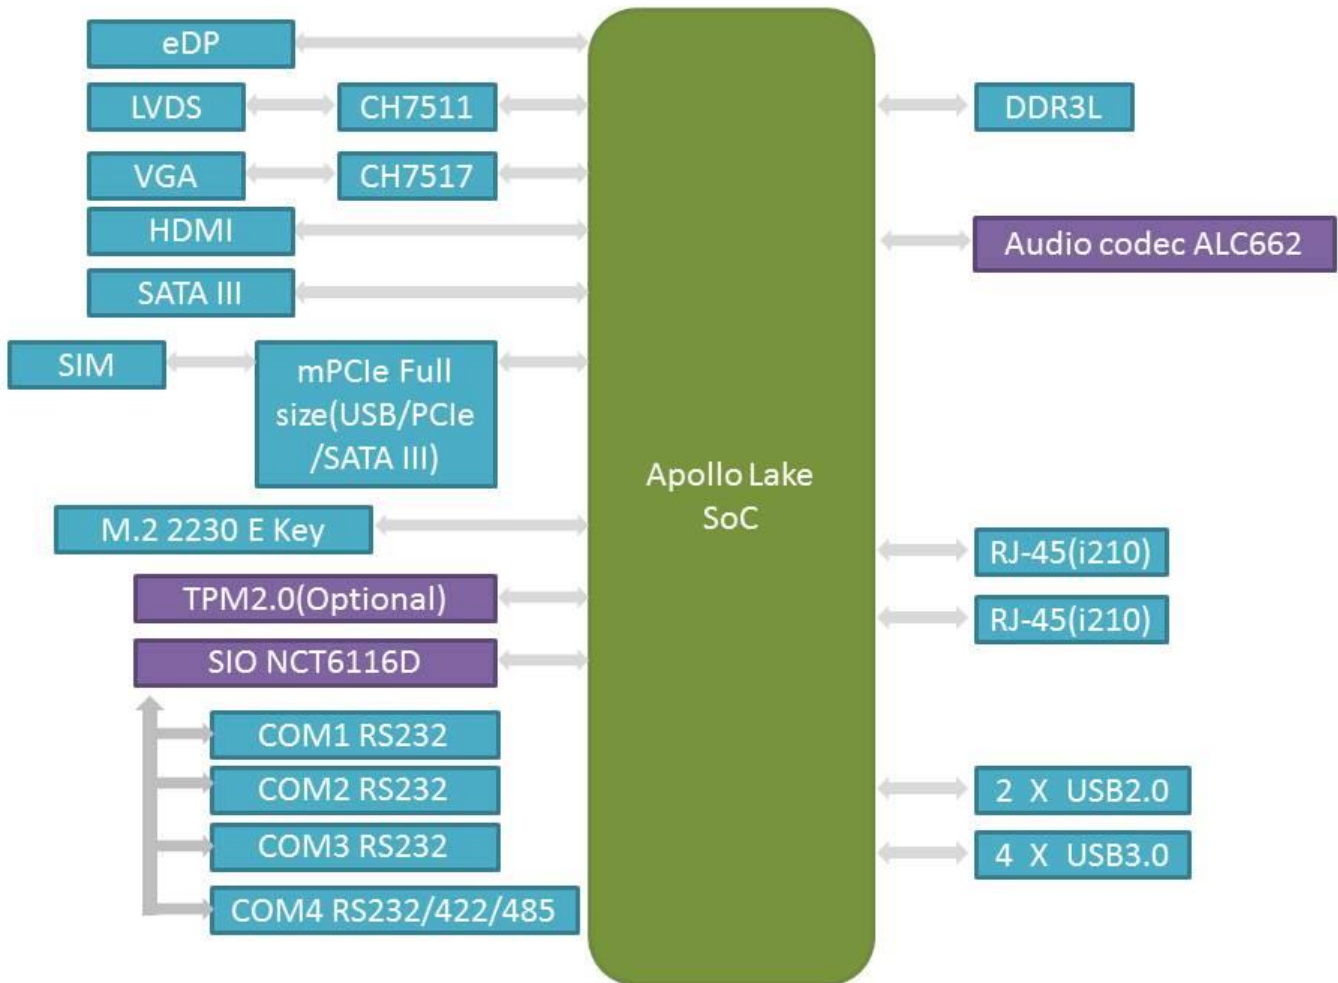 eDP
LVDS
CH7511
VGA
CH7517
HDMI
SATA III
SIM
mPCIe Full
size(USB/PCIe
/SATA III)
M.2 2230 E Key
TPM2.0(Optional)
SIO NCT6116D
COM1 RS232
COM2 RS232
COM3 RS232
COM4 RS232/422/485
Apollo Lake
SoC
DDR3L
Audio codec ALC662
RJ-45(i210)
RJ-45(i210)
2 X USB2.0
4 X USB3.0